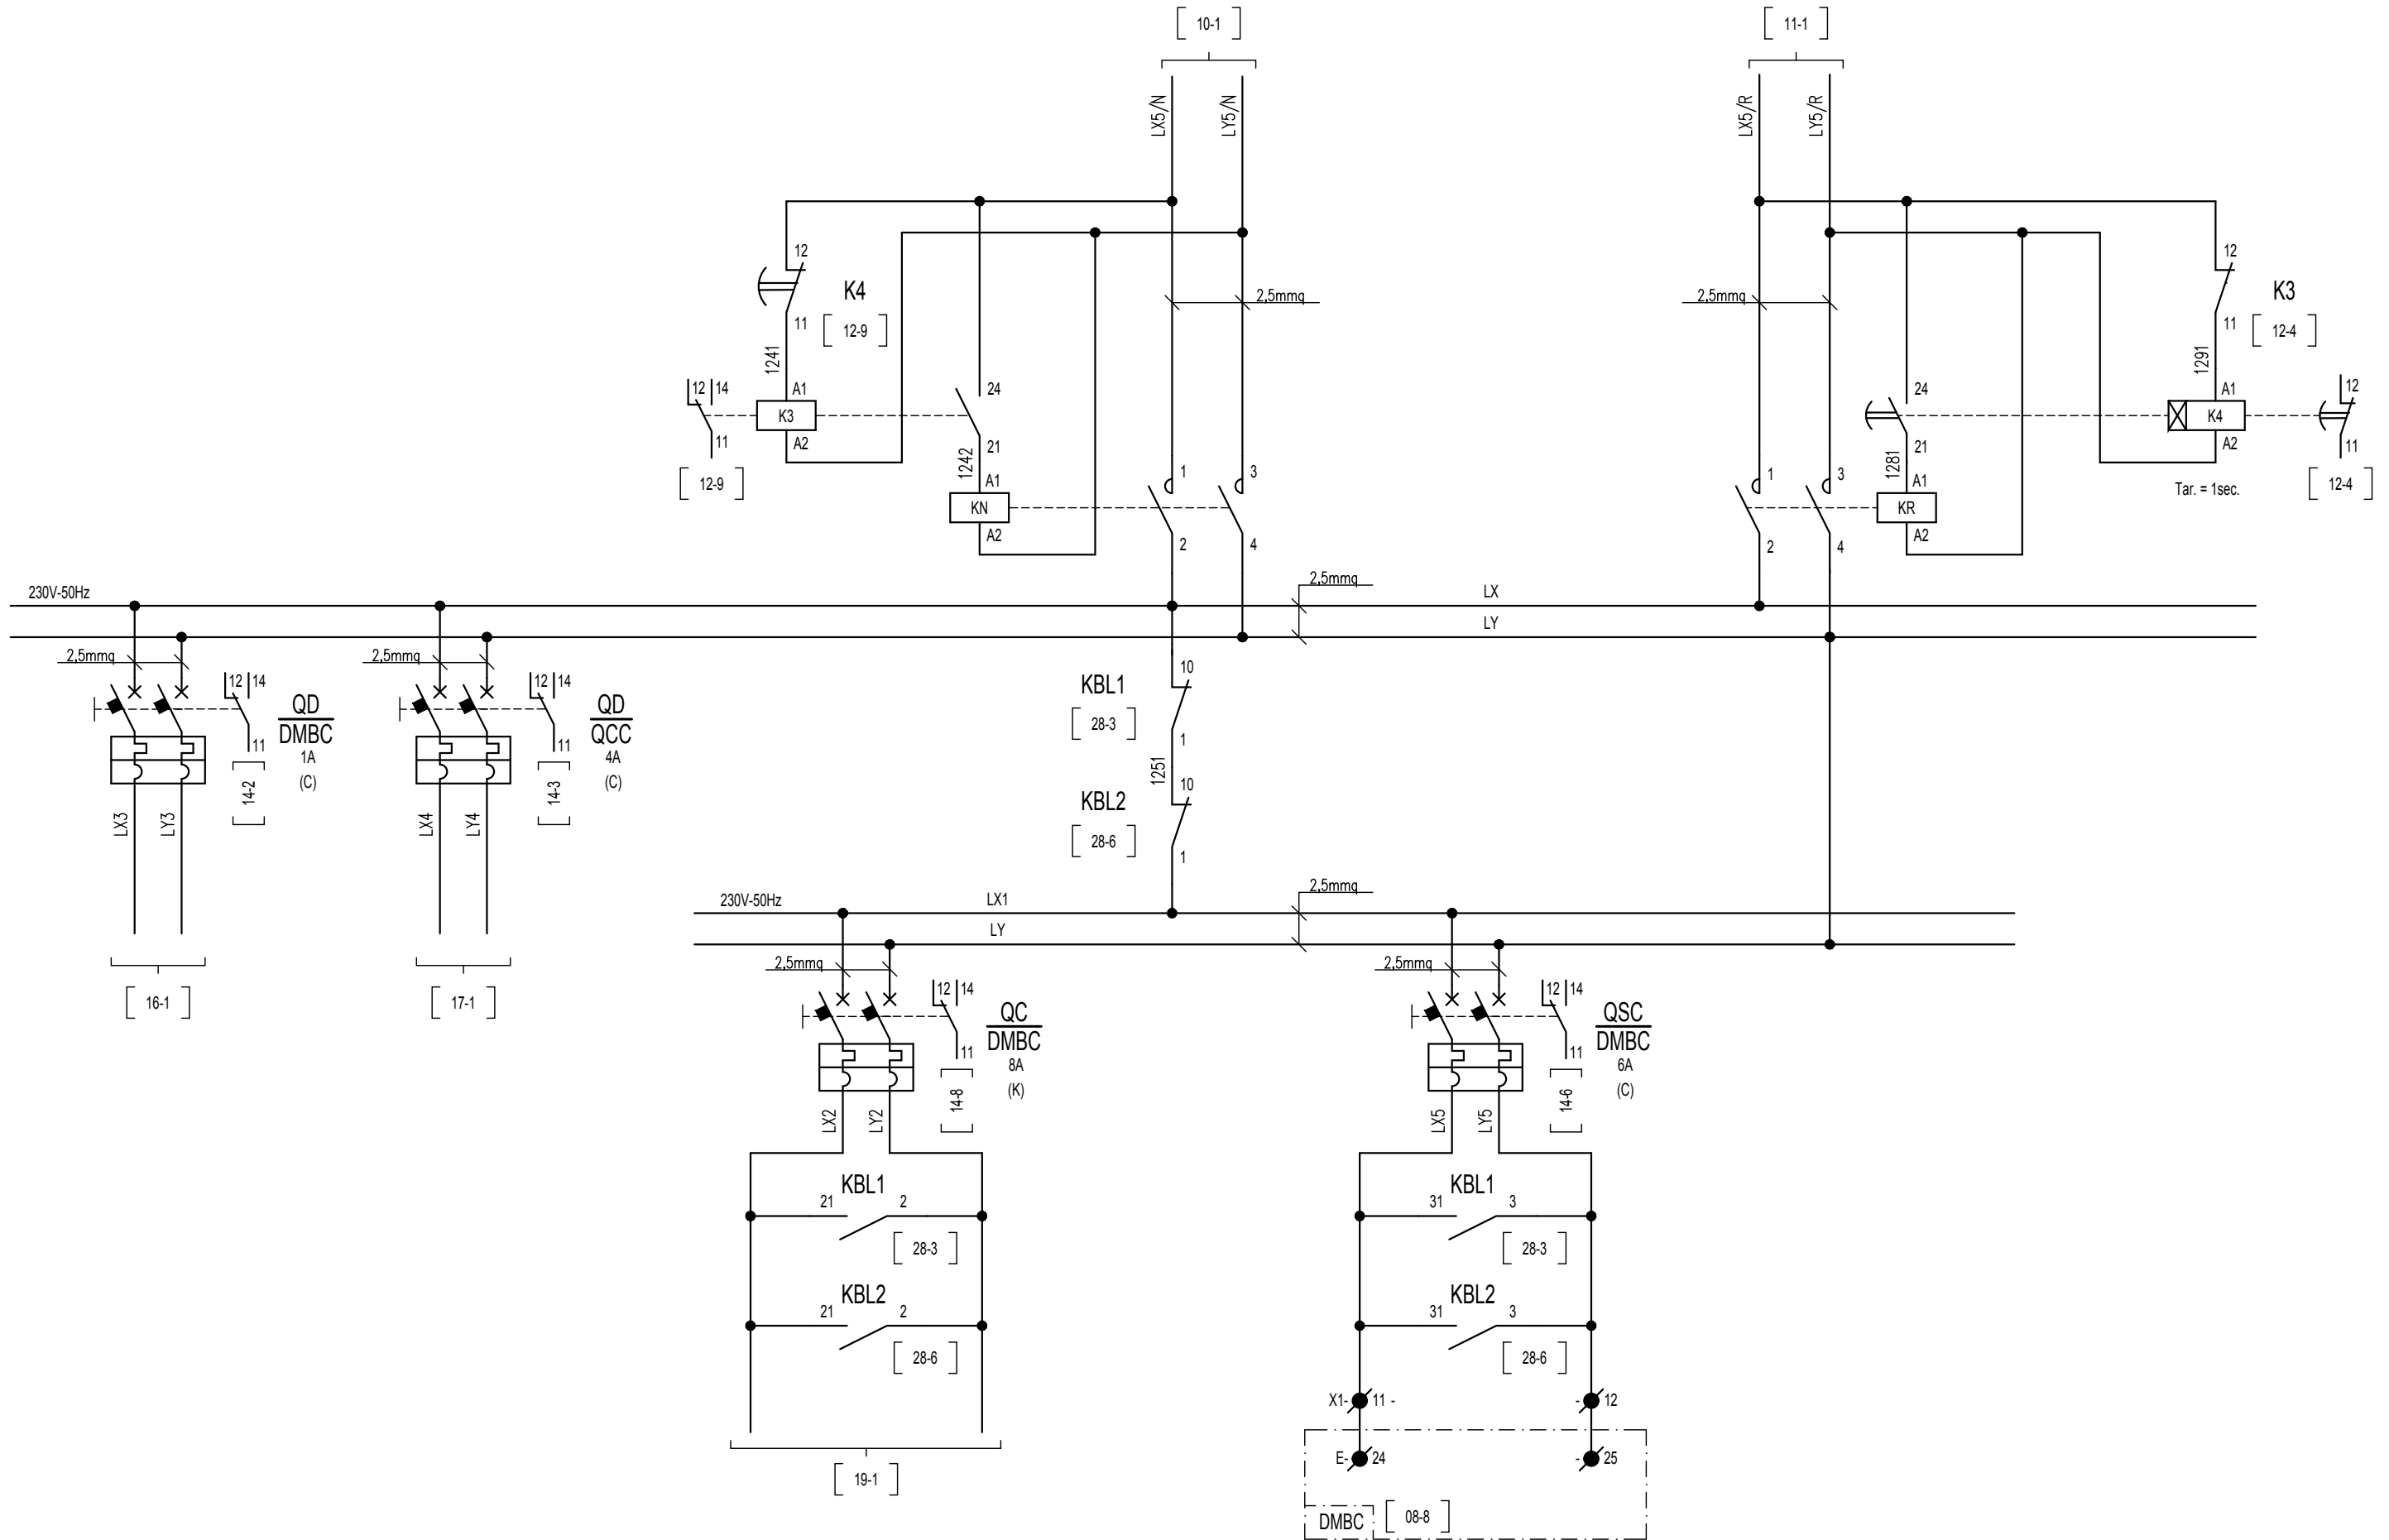 10-1
11-1
LX5/N
LY5/N
LX5/R
LY5/R
12
K4
11
12-9
2,5mmq
2,5mmq
12
K3
11
12-4
1241
1291
12 14
A1
K3
A2
11
12-9
24
21
1242
A1
KN
A2
1
3
2
4
24
21
1281
A1
KR
A2
1
3
2
4
A1
K4
A2
12
11
Tar. = 1sec.
12-4
230V-50Hz
2,5mmq
LX
LY
2,5mmq
12 14
11
QD
DMBC
1A
(C)
14-2
LX3
LY3
16-1
2,5mmq
12 14
11
QD
QCC
4A
(C)
14-3
LX4
LY4
17-1
10
KBL1
28-3
1
1251
10
KBL2
28-6
1
230V-50Hz
LX1
2,5mmq
LY
2,5mmq
12 14
11
QC
DMBC
8A
(K)
14-8
LX2
LY2
KBL1
21 2
28-3
KBL2
21 2
28-6
19-1
2,5mmq
12 14
11
QSC
DMBC
6A
(C)
14-6
LX5
LY5
KBL1
31 3
28-3
KBL2
31 3
28-6
X1- 11 - - 12
E- 24 - 25
DMBC 08-8